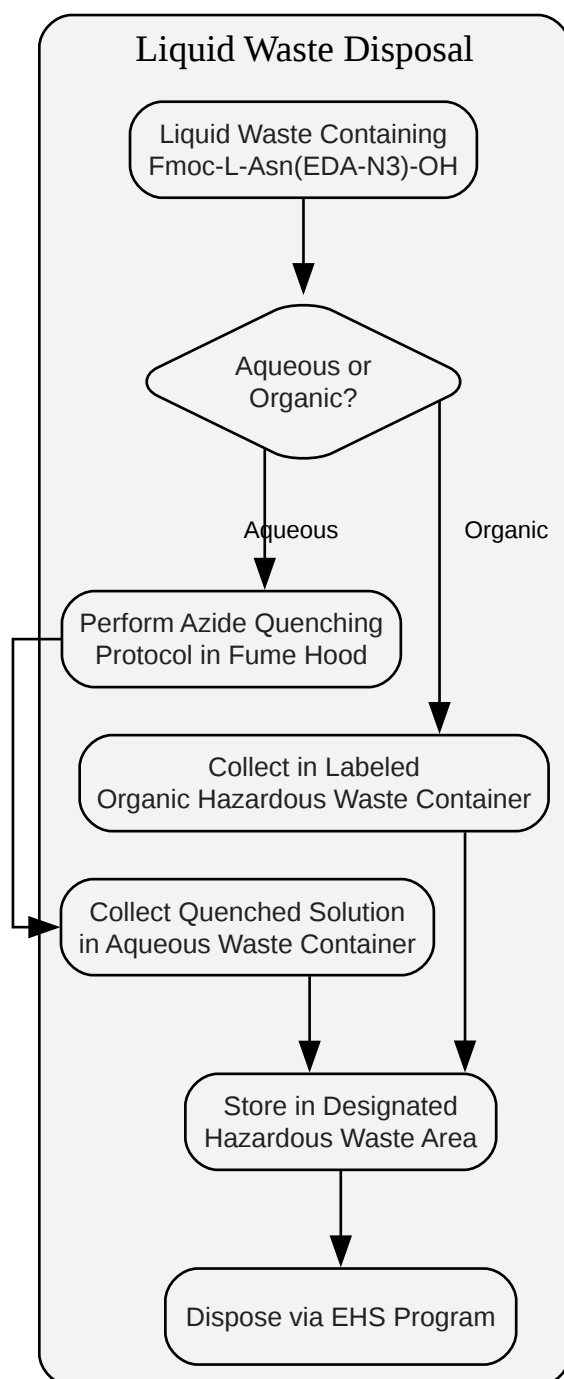 Liquid Waste Disposal
Liquid Waste Containing
Fmoc-L-Asn(EDA-N3)-OH
Aqueous or
Organic?
Aqueous
Organic
Perform Azide Quenching
Protocol in Fume Hood
Collect in Labeled
Organic Hazardous Waste Container
Collect Quenched Solution
in Aqueous Waste Container
Store in Designated
Hazardous Waste Area
Dispose via EHS Program